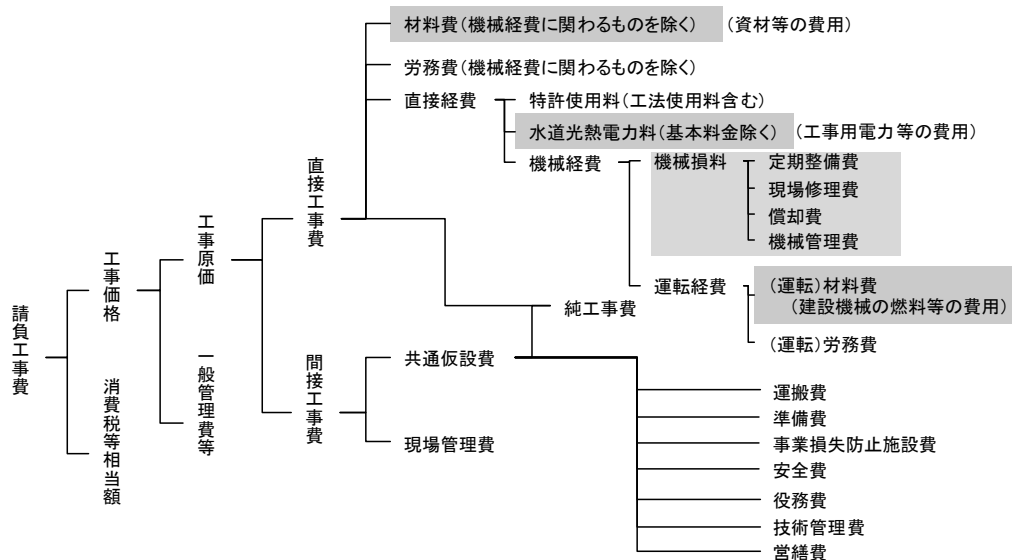 材料費(機械経費に関わるものを除く) (資材等の費用)
労務費(機械経費に関わるものを除く)
直接経費
特許使用料(工法使用料含む)
水道光熱電力料(基本料金除く) (工事用電力等の費用)
機械経費
機械損料
定期整備費
現場修理費
償却費
機械管理費
運転経費
(運転)材料費
(建設機械の燃料等の費用)
(運転)労務費
直接工事費
工事原価
工事価格
請負工事費
純工事費
共通仮設費
間接工事費
一般管理費等
消費税等相当額
現場管理費
運搬費
準備費
事業損失防止施設費
安全費
役務費
技術管理費
営繕費